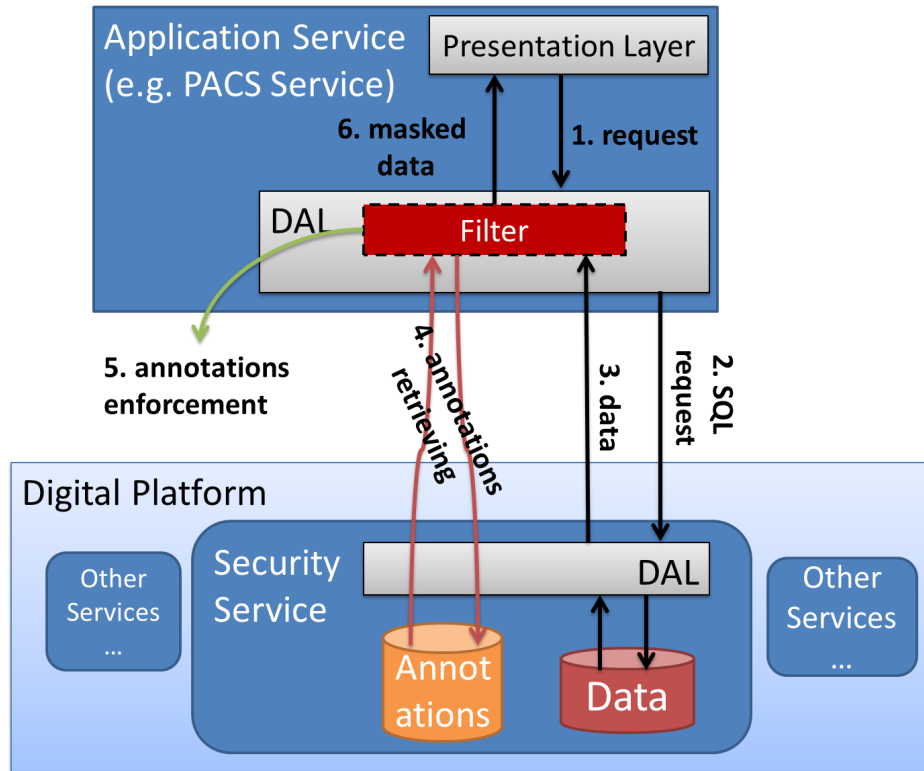 Application Service
(e.g. PACS Service)
Presentation Layer
6. masked
data
1. request
DAL
Filter
5. annotations
enforcement
4. annotations
retrieving
3. data
2. SQL
request
Digital Platform
Other
Services
...
Security
Service
DAL
Annot
ations
Data
Other
Services
...